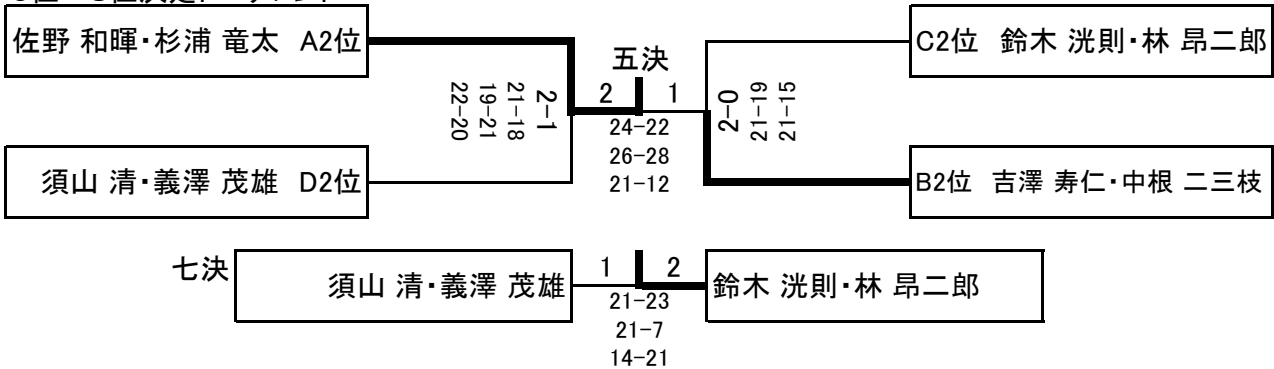 佐野 和暉・杉浦 竜太 A2位
C2位 鈴木 洸則・林 昂二郎
五決
2 1
2-1
21-18
19-21
22-20
24-22
26-28
21-12
2-0
21-19
21-15
須山 清・義澤 茂雄 D2位
B2位 吉澤 寿仁・中根 二三枝
七決
須山 清・義澤 茂雄
1 2
鈴木 洸則・林 昂二郎
21-23
21-7
14-21